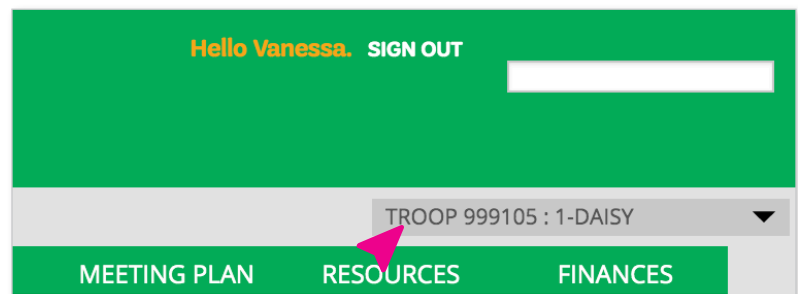 Hello Vanessa. SIGN OUT
TROOP 999105 : 1-DAISY
MEETING PLAN RESOURCES FINANCES